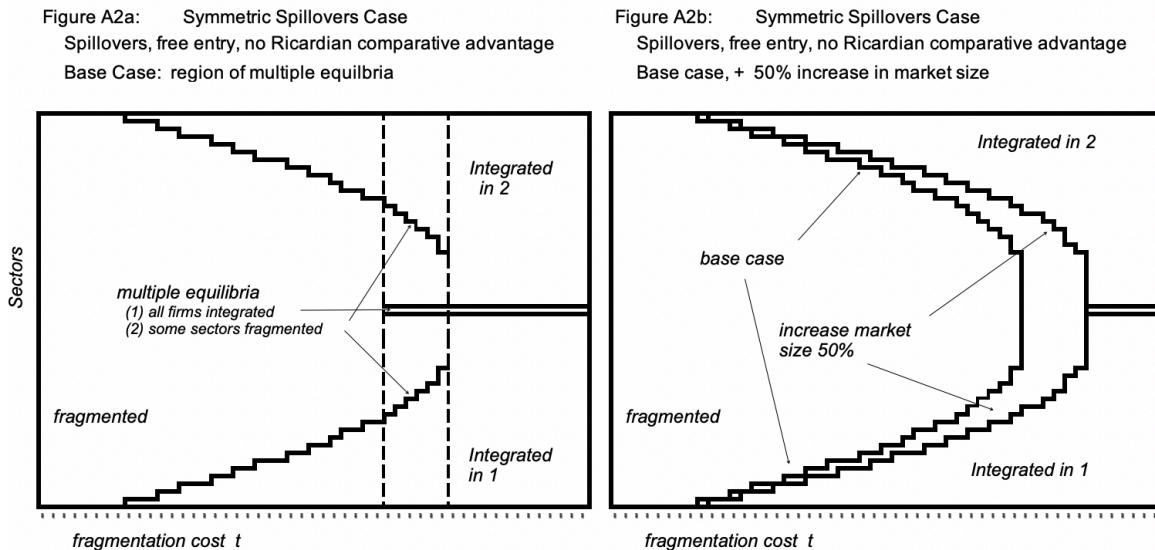 Figure A2a: Symmetric Spillovers Case
Spillovers, free entry, no Ricardian comparative advantage
Base Case: region of multiple equilbria
Integrated
in 2
multiple equilibria
(1) all firms integrated
(2) some sectors fragmented
Sectors
fragmented
Integrated
in 1
fragmentation cost t
Figure A2b: Symmetric Spillovers Case
Spillovers, free entry, no Ricardian comparative advantage
Base case, + 50% increase in market size
Integrated in 2
base case
increase market
size 50%
fragmented
Integrated in 1
fragmentation cost t